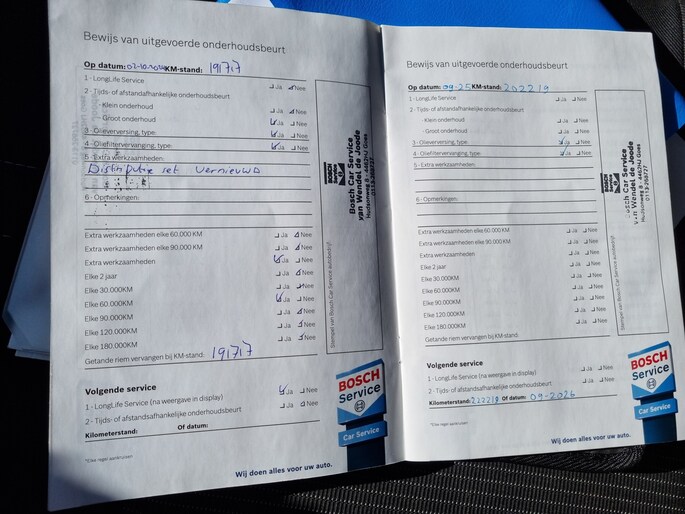 Bewijs van uitgevoerde onderhoudsbeurt
Op datum: 02-10-2024 KM-stand: 191717
1 - LongLife Service Ja Nee
2 - Tijds- of afstandsafhankelijke onderhoudsbeurt
- Klein onderhoud Ja Nee
- Groot onderhoud Ja Nee
3 - Olieverversing, type: Ja Nee
4 - Oliefiltervervanging, type: Ja Nee
5 - Extra werkzaamheden:
Distributie set vernieuwd
6 - Opmerkingen:
Extra werkzaamheden elke 60.000 KM Ja Nee
Extra werkzaamheden elke 90.000 KM Ja Nee
Extra werkzaamheden Ja Nee
Elke 2 jaar Ja Nee
Elke 30.000KM Ja Nee
Elke 60.000KM Ja Nee
Elke 90.000KM Ja Nee
Elke 120.000KM Ja Nee
Elke 180.000KM Ja Nee
Getande riem vervangen bij KM-stand: 191717
Volgende service
1 - LongLife Service (na weergave in display) Ja Nee
2 - Tijds- of afstandsafhankelijke onderhoudsbeurt Ja Nee
Kilometerstand: Of datum:
Wij doen alles voor uw auto.
BOSCH
Service
Bosch Car Service
van Wendel de Joode
Houtsonweg 8 - 4462HJ Goes
0113-256727
Stempel van Bosch Car Service autobedrijf:
BOSCH
Service
Car Service
Bewijs van uitgevoerde onderhoudsbeurt
Op datum: 09-25 KM-stand: 202219
1 - LongLife Service Ja Nee
2 - Tijds- of afstandsafhankelijke onderhoudsbeurt
- Klein onderhoud Ja Nee
- Groot onderhoud Ja Nee
3 - Olieverversing, type: Ja Nee
4 - Oliefiltervervanging, type: Ja Nee
5 - Extra werkzaamheden:
6 - Opmerkingen:
Extra werkzaamheden elke 60.000 KM Ja Nee
Extra werkzaamheden elke 90.000 KM Ja Nee
Extra werkzaamheden Ja Nee
Elke 2 jaar Ja Nee
Elke 30.000KM Ja Nee
Elke 60.000KM Ja Nee
Elke 90.000KM Ja Nee
Elke 120.000KM Ja Nee
Elke 180.000KM Ja Nee
Getande riem vervangen bij KM-stand:
Volgende service
1 - LongLife Service (na weergave in display) Ja Nee
2 - Tijds- of afstandsafhankelijke onderhoudsbeurt Ja Nee
Kilometerstand: 222219 Of datum: 09-2026
Wij doen alles voor uw auto.
BOSCH
Service
Bosch Car Service
van Wendel de Joode
4462HJ Goes
0113-256727
Stempel van Bosch Car Service autobedrijf:
BOSCH
Service
Car Service